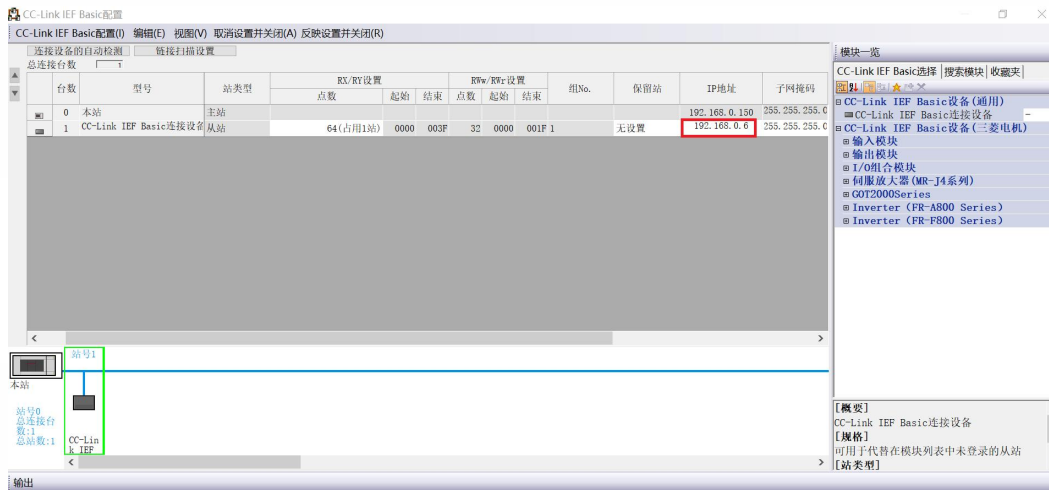 CC-Link IEF Basic配置
CC-Link IEF Basic配置(I) 编辑(E) 视图(V) 取消设置并关闭(A) 反映设置并关闭(R)
连接设备的自动检测 链接扫描设置
总连接台数 1
台数 型号 站类型 RX/RY设置 RWw/RWr设置 组No. 保留站 IP地址 子网掩码
点数 起始 结束 点数 起始 结束
0 本站 主站 192.168.0.150 255.255.255.0
1 CC-Link IEF Basic连接设备 从站 64(占用1站) 0000 003F 32 0000 001F 1 无设置 192.168.0.6 255.255.255.0
站号1
本站
站号0
总连接台
数:1
总站数:1
CC-Lin
k IEF
模块一览
CC-Link IEF Basic选择 搜索模块 收藏夹
CC-Link IEF Basic设备(通用)
CC-Link IEF Basic连接设备 -
CC-Link IEF Basic设备(三菱电机)
输入模块
输出模块
I/O组合模块
伺服放大器(MR-J4系列)
GOT2000Series
Inverter (FR-A800 Series)
Inverter (FR-F800 Series)
[概要]
CC-Link IEF Basic连接设备
[规格]
可用于代替在模块列表中未登录的从站
[站类型]
输出